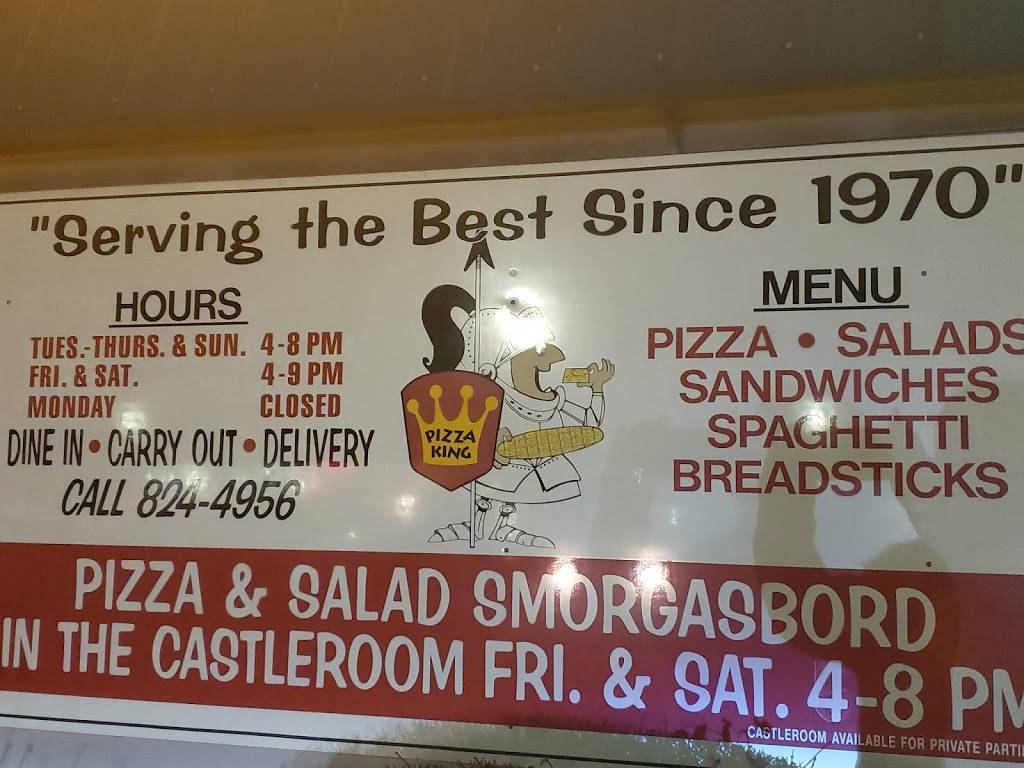 "Serving the Best Since 1970"
HOURS
TUES.-THURS. & SUN. 4-8 PM
FRI. & SAT. 4-9 PM
MONDAY CLOSED
DINE IN • CARRY OUT • DELIVERY
CALL 824-4956
PIZZA
KING
MENU
PIZZA • SALADS
SANDWICHES
SPAGHETTI
BREADSTICKS
PIZZA & SALAD SMORGASBORD
IN THE CASTLEROOM FRI. & SAT. 4-8 PM
CASTLEROOM AVAILABLE FOR PRIVATE